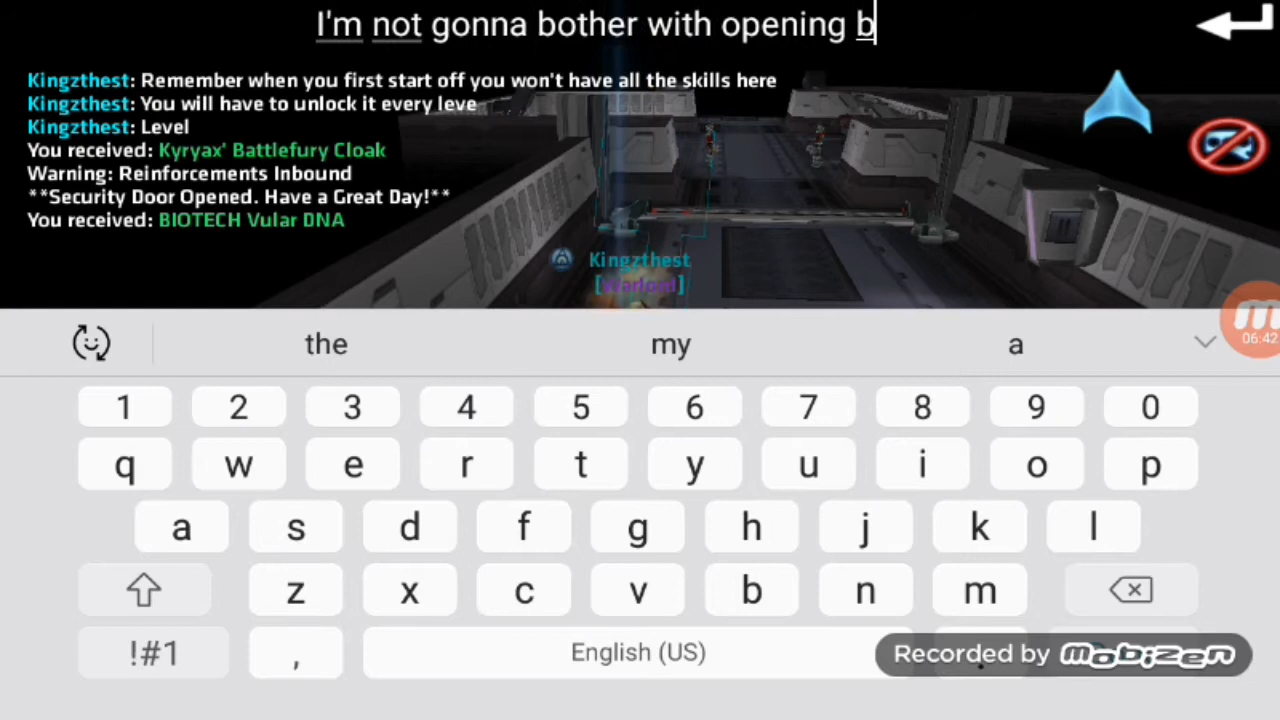 I'm not gonna bother with opening b
Kingzthest: Remember when you first start off you won't have all the skills here
Kingzthest: You will have to unlock it every leve
Kingzthest: Level
You received: Kyryax' Battlefury Cloak
Warning: Reinforcements Inbound
**Security Door Opened. Have a Great Day!**
You received: BIOTECH Vular DNA
Kingzthest
[Warlord]
06:42
the my a
1 2 3 4 5 6 7 8 9 0
q w e r t y u i o p
a s d f g h j k l
z x c v b n m
!#1 , English (US)
Recorded by Mobizen